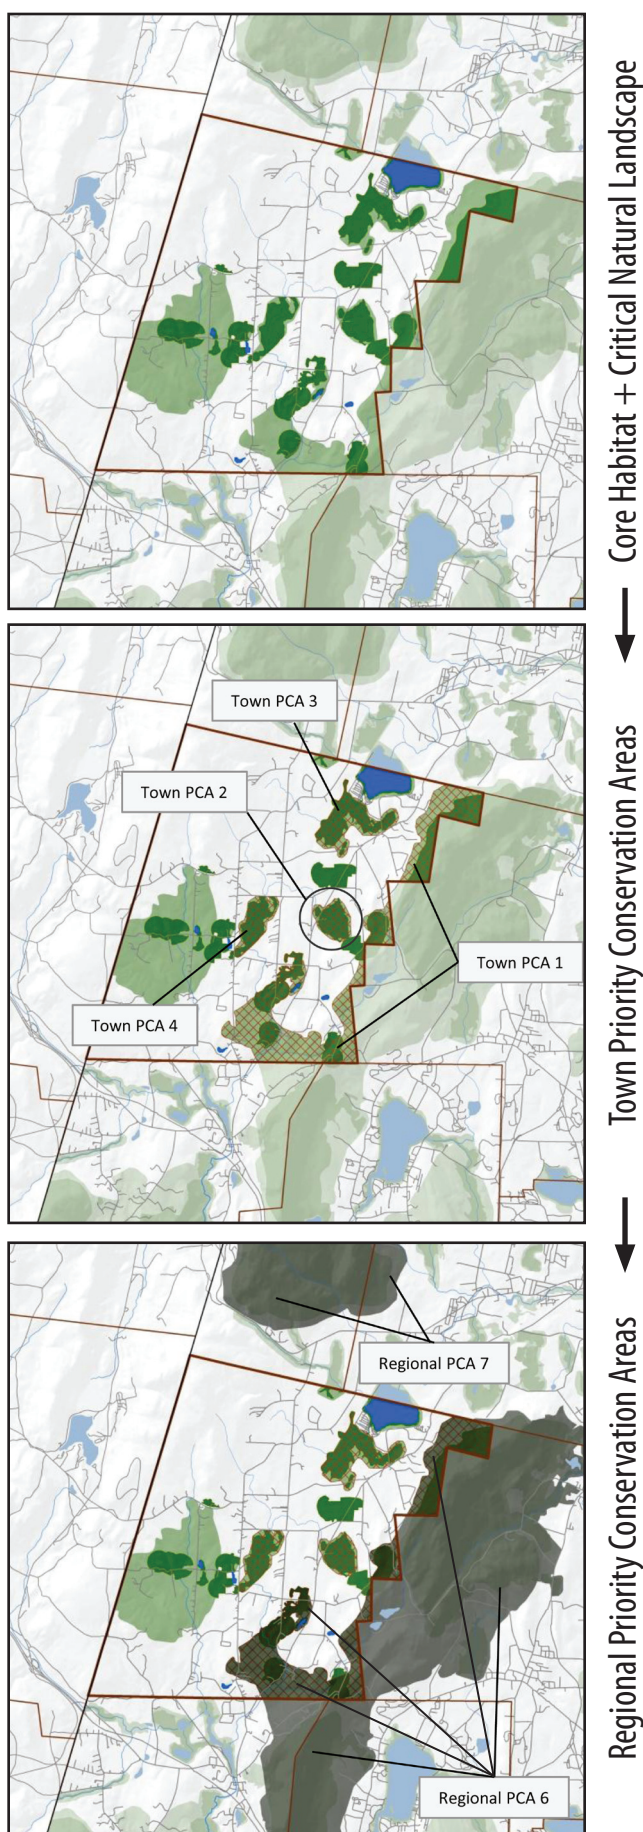 Core Habitat + Critical Natural Landscape
Town Priority Conservation Areas
Town PCA 3
Town PCA 2
Town PCA 1
Town PCA 4
Regional Priority Conservation Areas
Regional PCA 7
Regional PCA 6